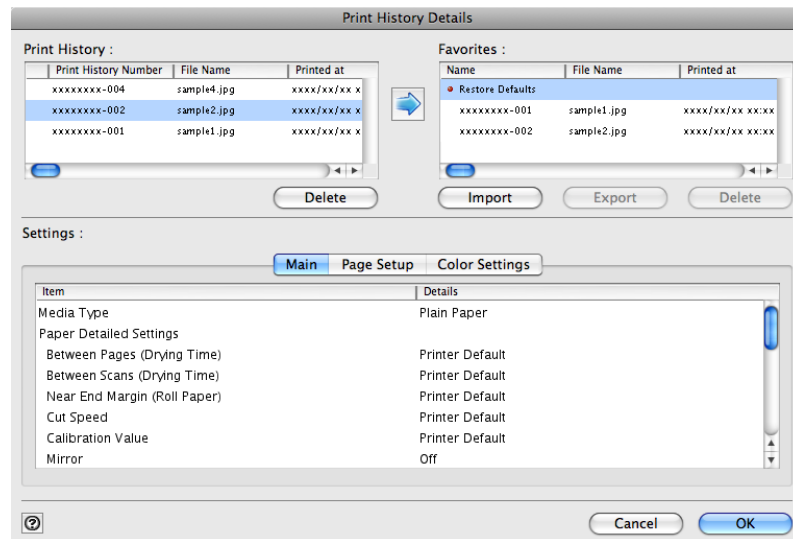 Print History Details
Print History :
Favorites :
Print History Number File Name Printed at
Name File Name Printed at
xxxxxxxx-004 sample4.jpg xxxx/xx/xx x
Restore Defaults
xxxxxxxx-002 sample2.jpg xxxx/xx/xx x
xxxxxxxx-001 sample1.jpg xxxx/xx/xx xx:xx
xxxxxxxx-001 sample1.jpg xxxx/xx/xx x
xxxxxxxx-002 sample2.jpg xxxx/xx/xx xx:xx
Delete
Import Export Delete
Settings :
Main Page Setup Color Settings
Item Details
Media Type Plain Paper
Paper Detailed Settings
Between Pages (Drying Time) Printer Default
Between Scans (Drying Time) Printer Default
Near End Margin (Roll Paper) Printer Default
Cut Speed Printer Default
Calibration Value Printer Default
Mirror Off
? Cancel OK